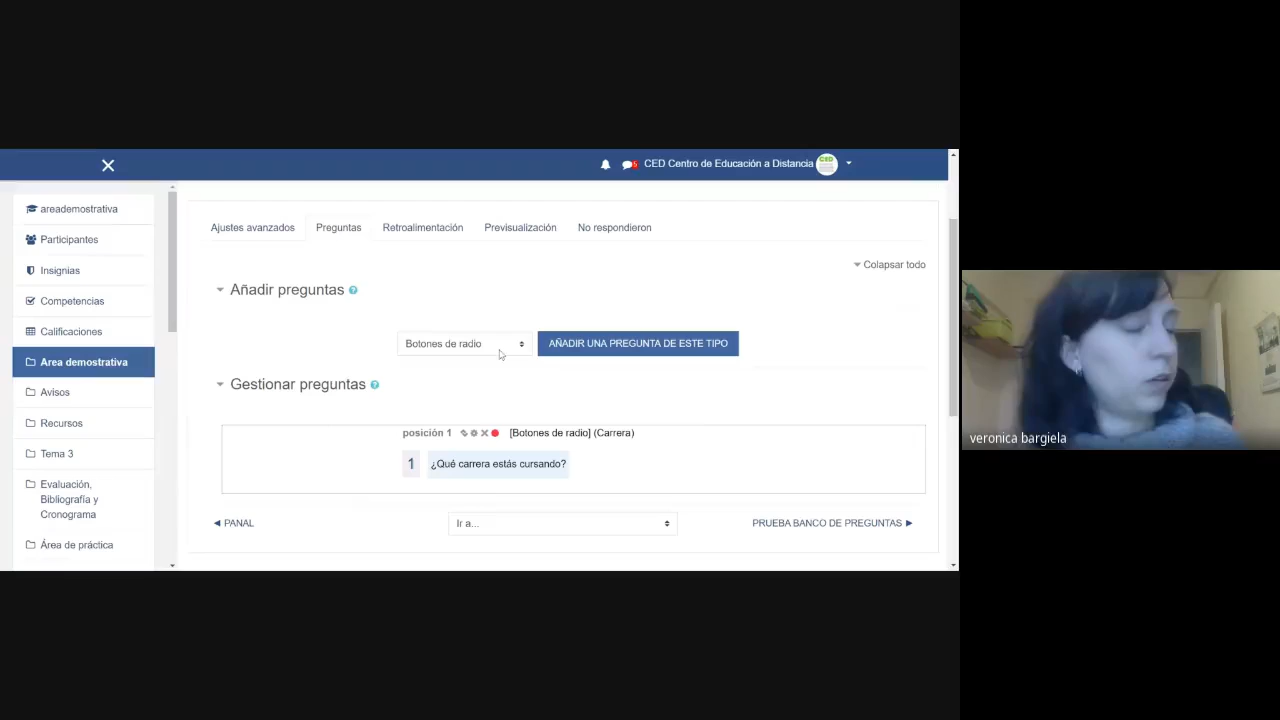 5 CED Centro de Educación a Distancia CED
areademostrativa
Participantes
Insignias
Competencias
Calificaciones
Area demostrativa
Avisos
Recursos
Tema 3
Evaluación,
Bibliografía y
Cronograma
Área de práctica
Ajustes avanzados Preguntas Retroalimentación Previsualización No respondieron
Colapsar todo
Añadir preguntas ?
Botones de radio AÑADIR UNA PREGUNTA DE ESTE TIPO
Gestionar preguntas ?
posición 1 [Botones de radio] (Carrera)
1 ¿Qué carrera estás cursando?
◄ PANAL Ir a... PRUEBA BANCO DE PREGUNTAS ►
veronica bargiela